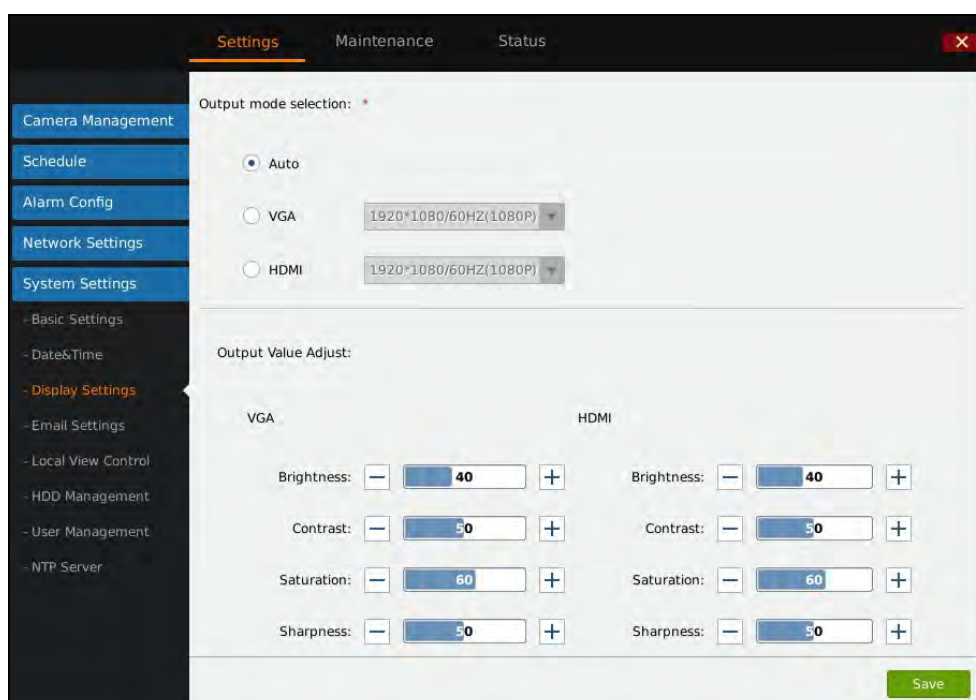 Settings Maintenance Status
Camera Management
Schedule
Alarm Config
Network Settings
System Settings
- Basic Settings
- Date&Time
- Display Settings
- Email Settings
- Local View Control
- HDD Management
- User Management
- NTP Server
Output mode selection: *
Auto
VGA 1920*1080/60HZ(1080P)
HDMI 1920*1080/60HZ(1080P)
Output Value Adjust:
VGA HDMI
Brightness: 40 Brightness: 40
Contrast: 50 Contrast: 50
Saturation: 60 Saturation: 60
Sharpness: 50 Sharpness: 50
Save